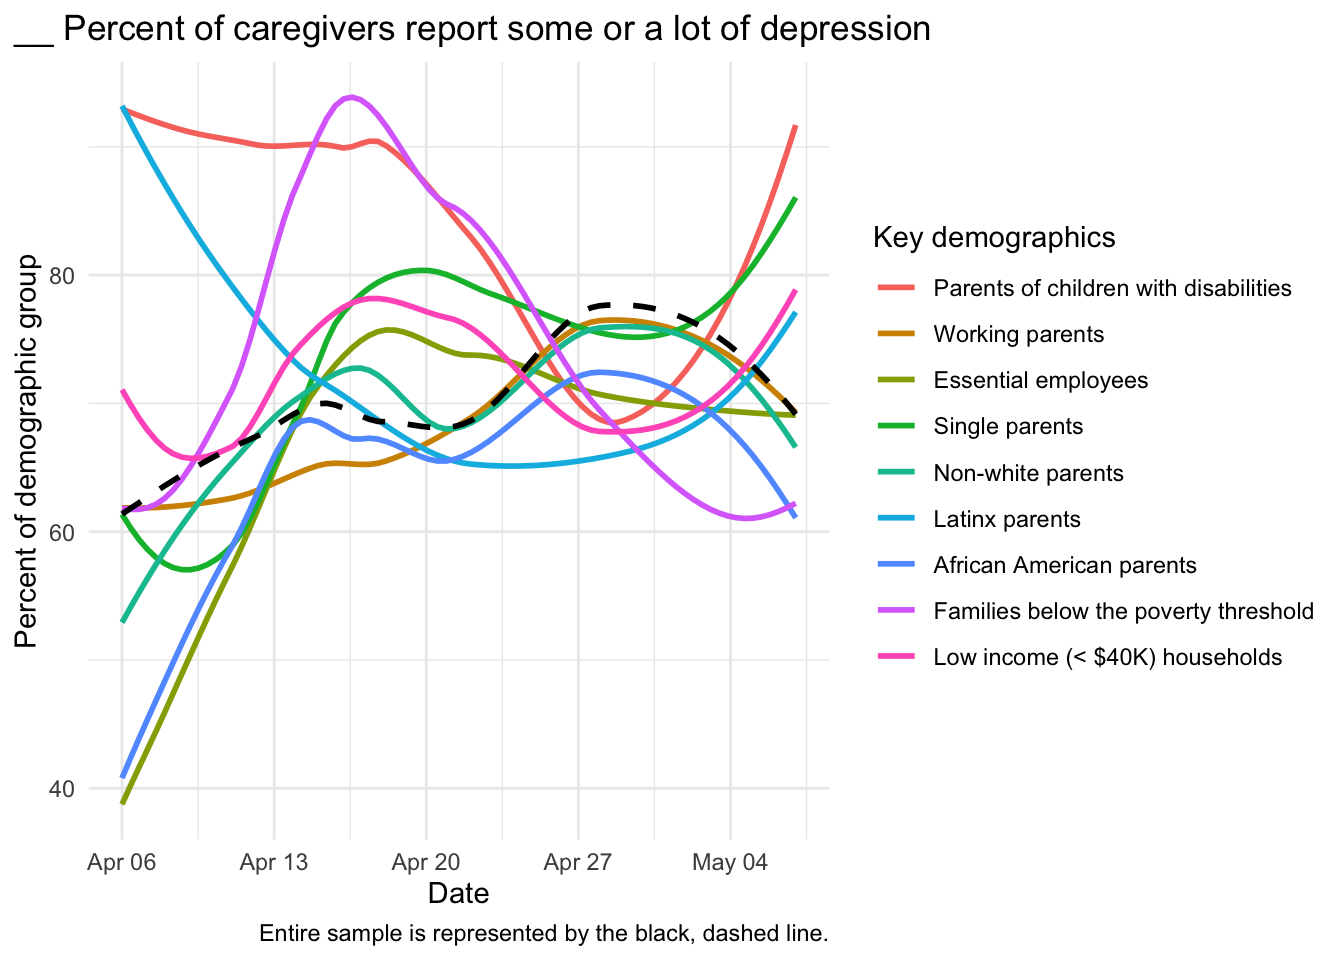 __ Percent of caregivers report some or a lot of depression
Percent of demographic group
80
60
40
Apr 06
Apr 13
Apr 20
Apr 27
May 04
Date
Key demographics
Parents of children with disabilities
Working parents
Essential employees
Single parents
Non-white parents
Latinx parents
African American parents
Families below the poverty threshold
Low income (< $40K) households
Entire sample is represented by the black, dashed line.